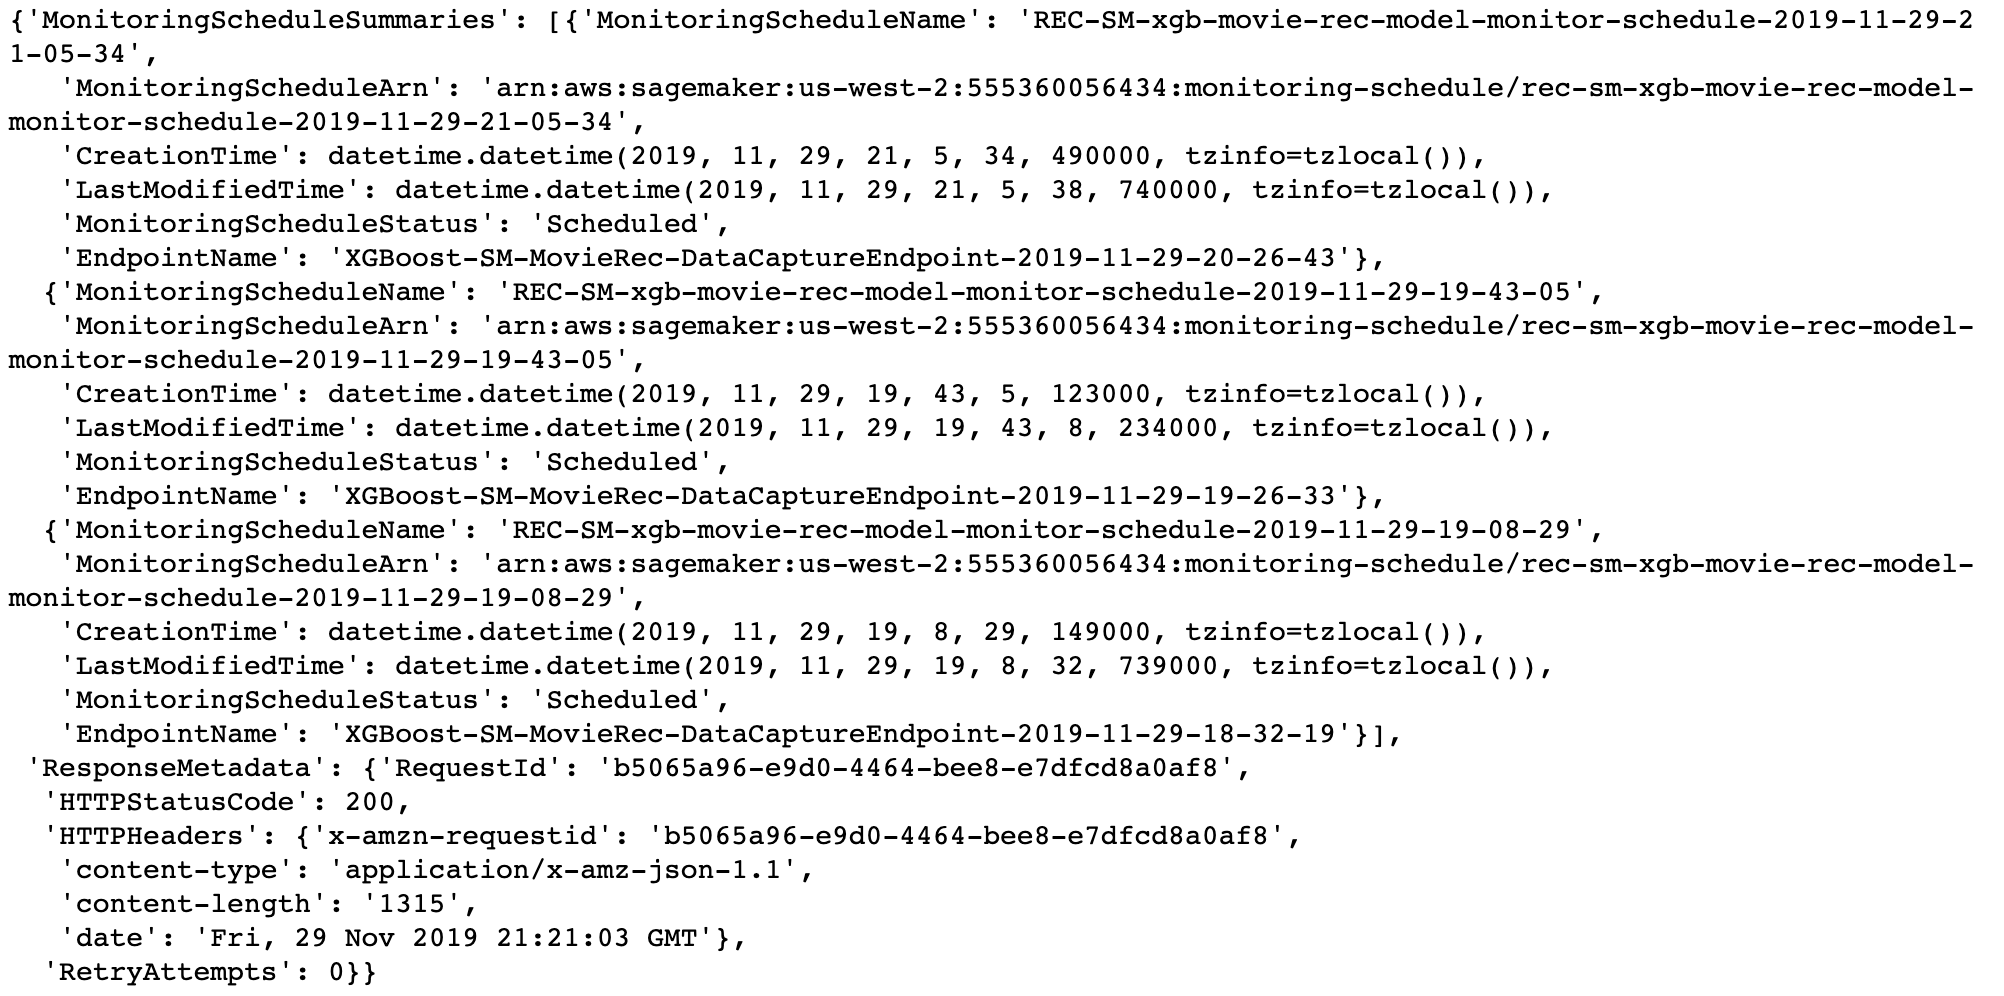 {'MonitoringScheduleSummaries': [{'MonitoringScheduleName': 'REC-SM-xgb-movie-rec-model-monitor-schedule-2019-11-29-2
1-05-34',
   'MonitoringScheduleArn': 'arn:aws:sagemaker:us-west-2:555360056434:monitoring-schedule/rec-sm-xgb-movie-rec-model-
monitor-schedule-2019-11-29-21-05-34',
   'CreationTime': datetime.datetime(2019, 11, 29, 21, 5, 34, 490000, tzinfo=tzlocal()),
   'LastModifiedTime': datetime.datetime(2019, 11, 29, 21, 5, 38, 740000, tzinfo=tzlocal()),
   'MonitoringScheduleStatus': 'Scheduled',
   'EndpointName': 'XGBoost-SM-MovieRec-DataCaptureEndpoint-2019-11-29-20-26-43'},
  {'MonitoringScheduleName': 'REC-SM-xgb-movie-rec-model-monitor-schedule-2019-11-29-19-43-05',
   'MonitoringScheduleArn': 'arn:aws:sagemaker:us-west-2:555360056434:monitoring-schedule/rec-sm-xgb-movie-rec-model-
monitor-schedule-2019-11-29-19-43-05',
   'CreationTime': datetime.datetime(2019, 11, 29, 19, 43, 5, 123000, tzinfo=tzlocal()),
   'LastModifiedTime': datetime.datetime(2019, 11, 29, 19, 43, 8, 234000, tzinfo=tzlocal()),
   'MonitoringScheduleStatus': 'Scheduled',
   'EndpointName': 'XGBoost-SM-MovieRec-DataCaptureEndpoint-2019-11-29-19-26-33'},
  {'MonitoringScheduleName': 'REC-SM-xgb-movie-rec-model-monitor-schedule-2019-11-29-19-08-29',
   'MonitoringScheduleArn': 'arn:aws:sagemaker:us-west-2:555360056434:monitoring-schedule/rec-sm-xgb-movie-rec-model-
monitor-schedule-2019-11-29-19-08-29',
   'CreationTime': datetime.datetime(2019, 11, 29, 19, 8, 29, 149000, tzinfo=tzlocal()),
   'LastModifiedTime': datetime.datetime(2019, 11, 29, 19, 8, 32, 739000, tzinfo=tzlocal()),
   'MonitoringScheduleStatus': 'Scheduled',
   'EndpointName': 'XGBoost-SM-MovieRec-DataCaptureEndpoint-2019-11-29-18-32-19'}],
 'ResponseMetadata': {'RequestId': 'b5065a96-e9d0-4464-bee8-e7dfcd8a0af8',
  'HTTPStatusCode': 200,
  'HTTPHeaders': {'x-amzn-requestid': 'b5065a96-e9d0-4464-bee8-e7dfcd8a0af8',
   'content-type': 'application/x-amz-json-1.1',
   'content-length': '1315',
   'date': 'Fri, 29 Nov 2019 21:21:03 GMT'},
  'RetryAttempts': 0}}